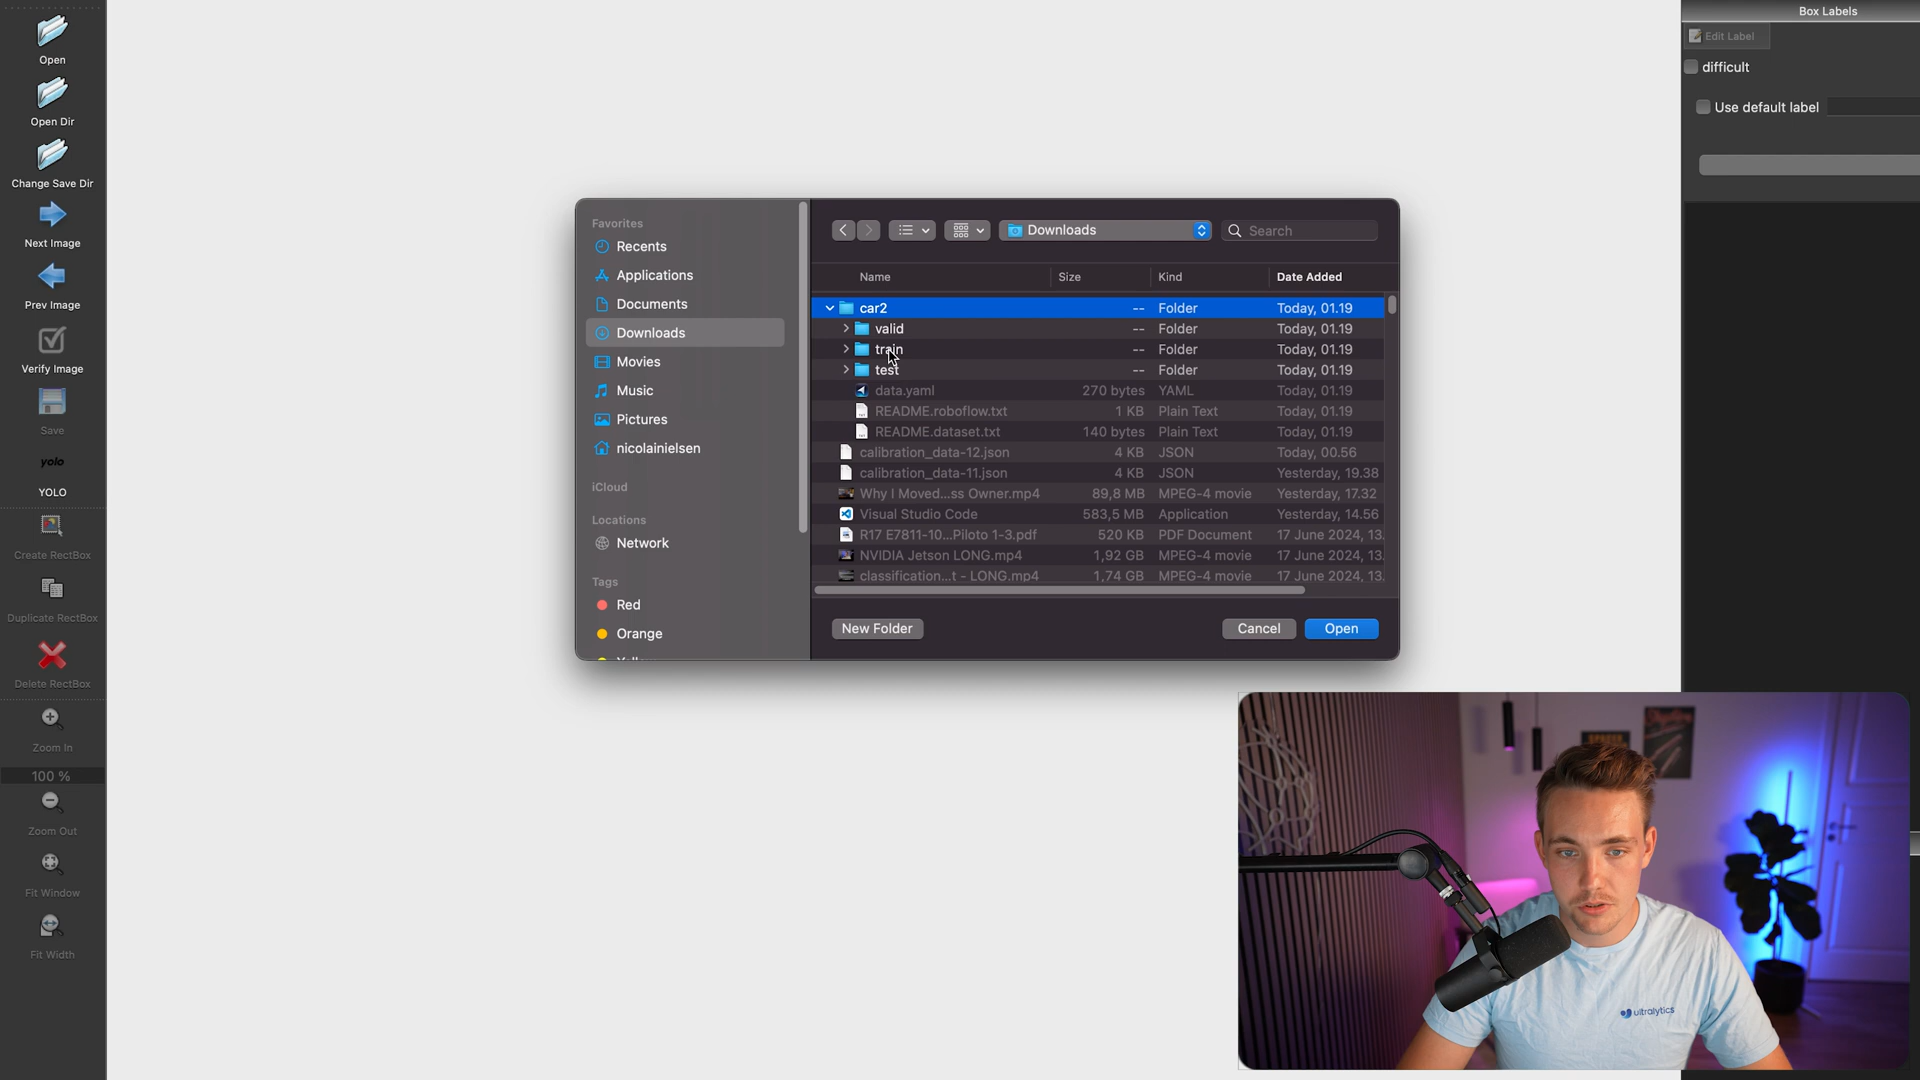 Open
Open Dir
Change Save Dir
Next Image
Prev Image
Verify Image
Save
yolo
YOLO
Create RectBox
Duplicate RectBox
Delete RectBox
Zoom In
100 %
Zoom Out
Fit Window
Fit Width
Favorites
Recents
Applications
Documents
Downloads
Movies
Music
Pictures
nicolainielsen
iCloud
Locations
Network
Tags
Red
Orange
Downloads
Search
Name Size Kind Date Added
car2 -- Folder Today, 01.19
valid -- Folder Today, 01.19
train -- Folder Today, 01.19
test -- Folder Today, 01.19
data.yaml 270 bytes YAML Today, 01.19
README.roboflow.txt 1 KB Plain Text Today, 01.19
README.dataset.txt 140 bytes Plain Text Today, 01.19
calibration_data-12.json 4 KB JSON Today, 00.56
calibration_data-11.json 4 KB JSON Yesterday, 19.38
Why I Moved...ss Owner.mp4 89,8 MB MPEG-4 movie Yesterday, 17.32
Visual Studio Code 583,5 MB Application Yesterday, 14.56
R17 E7811-10...Piloto 1-3.pdf 520 KB PDF Document 17 June 2024, 13.
NVIDIA Jetson LONG.mp4 1,92 GB MPEG-4 movie 17 June 2024, 13.
classification...t - LONG.mp4 1,74 GB MPEG-4 movie 17 June 2024, 13.
New Folder
Cancel
Open
Box Labels
Edit Label
difficult
Use default label
ultralytics